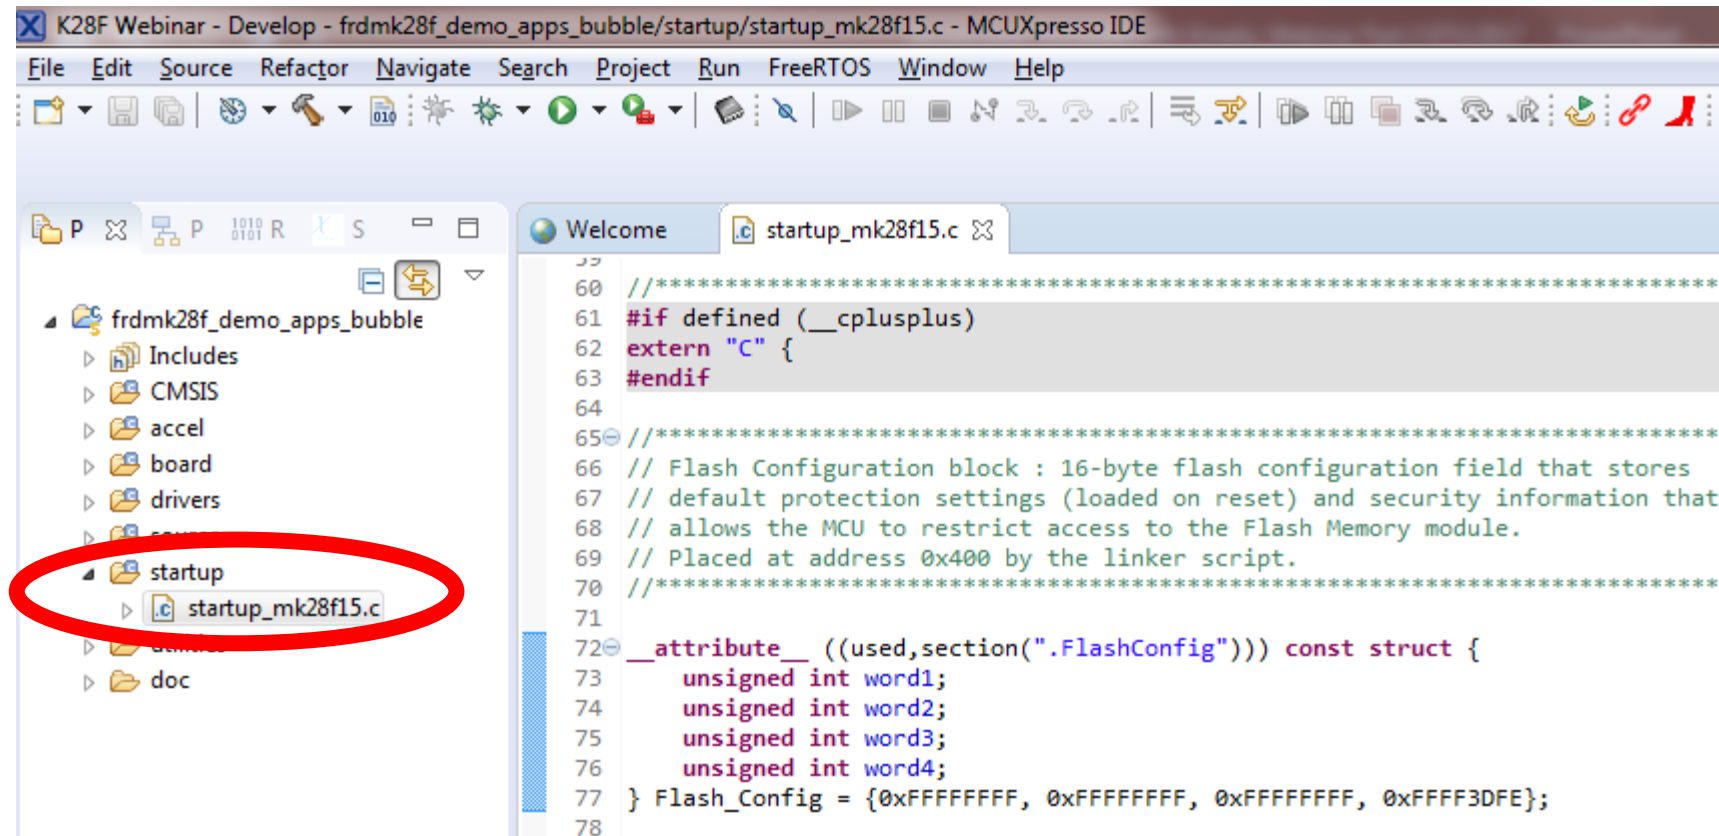 K28F Webinar - Develop - frdmk28f_demo_apps_bubble/startup/startup_mk28f15.c - MCUXpresso IDE
File Edit Source Refactor Navigate Search Project Run FreeRTOS Window Help
010
P P 1010 0101 R S
frdmk28f_demo_apps_bubble
Includes
CMSIS
accel
board
drivers
startup
startup_mk28f15.c
doc
Welcome startup_mk28f15.c
59
60 //****************************************************************************
61 #if defined (__cplusplus)
62 extern "C" {
63 #endif
64
65 //****************************************************************************
66 // Flash Configuration block : 16-byte flash configuration field that stores
67 // default protection settings (loaded on reset) and security information that
68 // allows the MCU to restrict access to the Flash Memory module.
69 // Placed at address 0x400 by the linker script.
70 //****************************************************************************
71
72 __attribute__ ((used,section(".FlashConfig"))) const struct {
73 unsigned int word1;
74 unsigned int word2;
75 unsigned int word3;
76 unsigned int word4;
77 } Flash_Config = {0xFFFFFFFF, 0xFFFFFFFF, 0xFFFFFFFF, 0xFFFF3DFE};
78